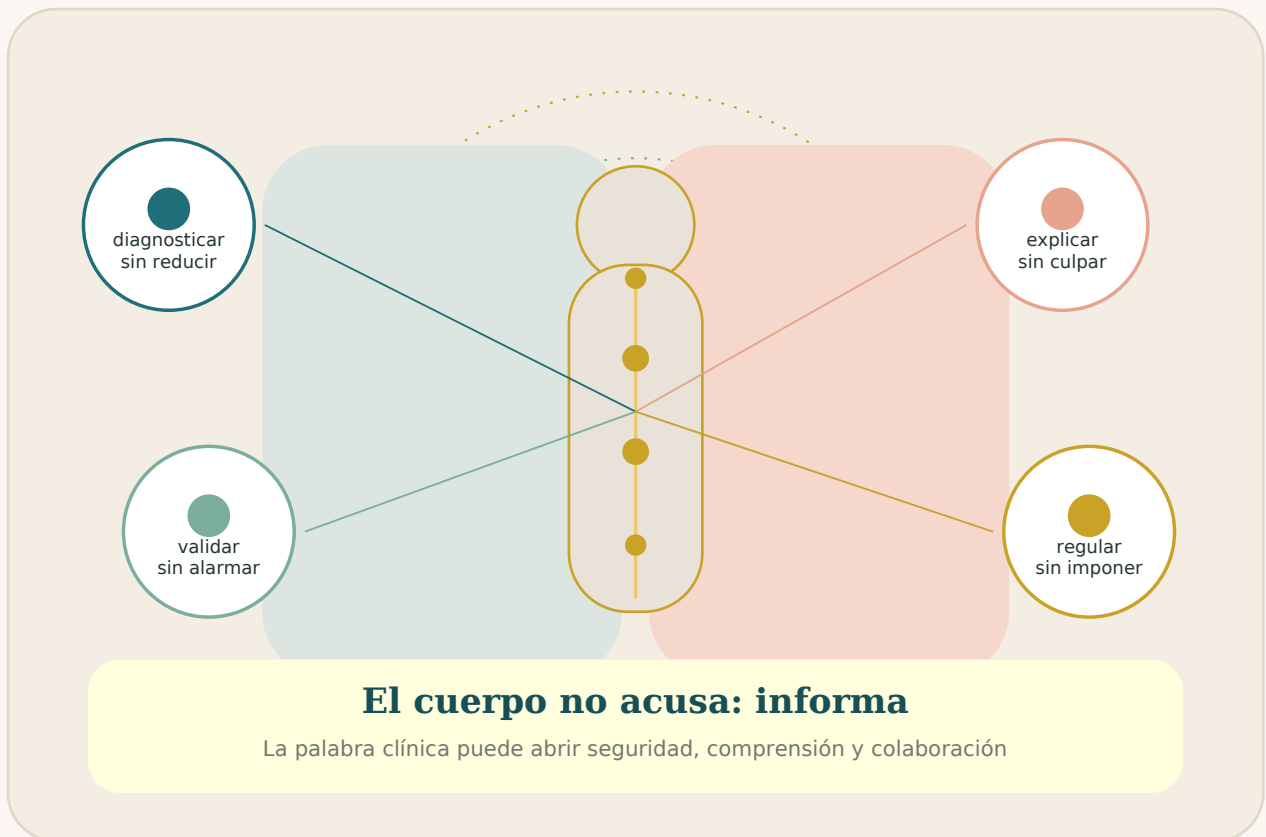 diagnosticar
sin reducir
explicar
sin culpar
validar
sin alarmar
regular
sin imponer
El cuerpo no acusa: informa
La palabra clínica puede abrir seguridad, comprensión y colaboración